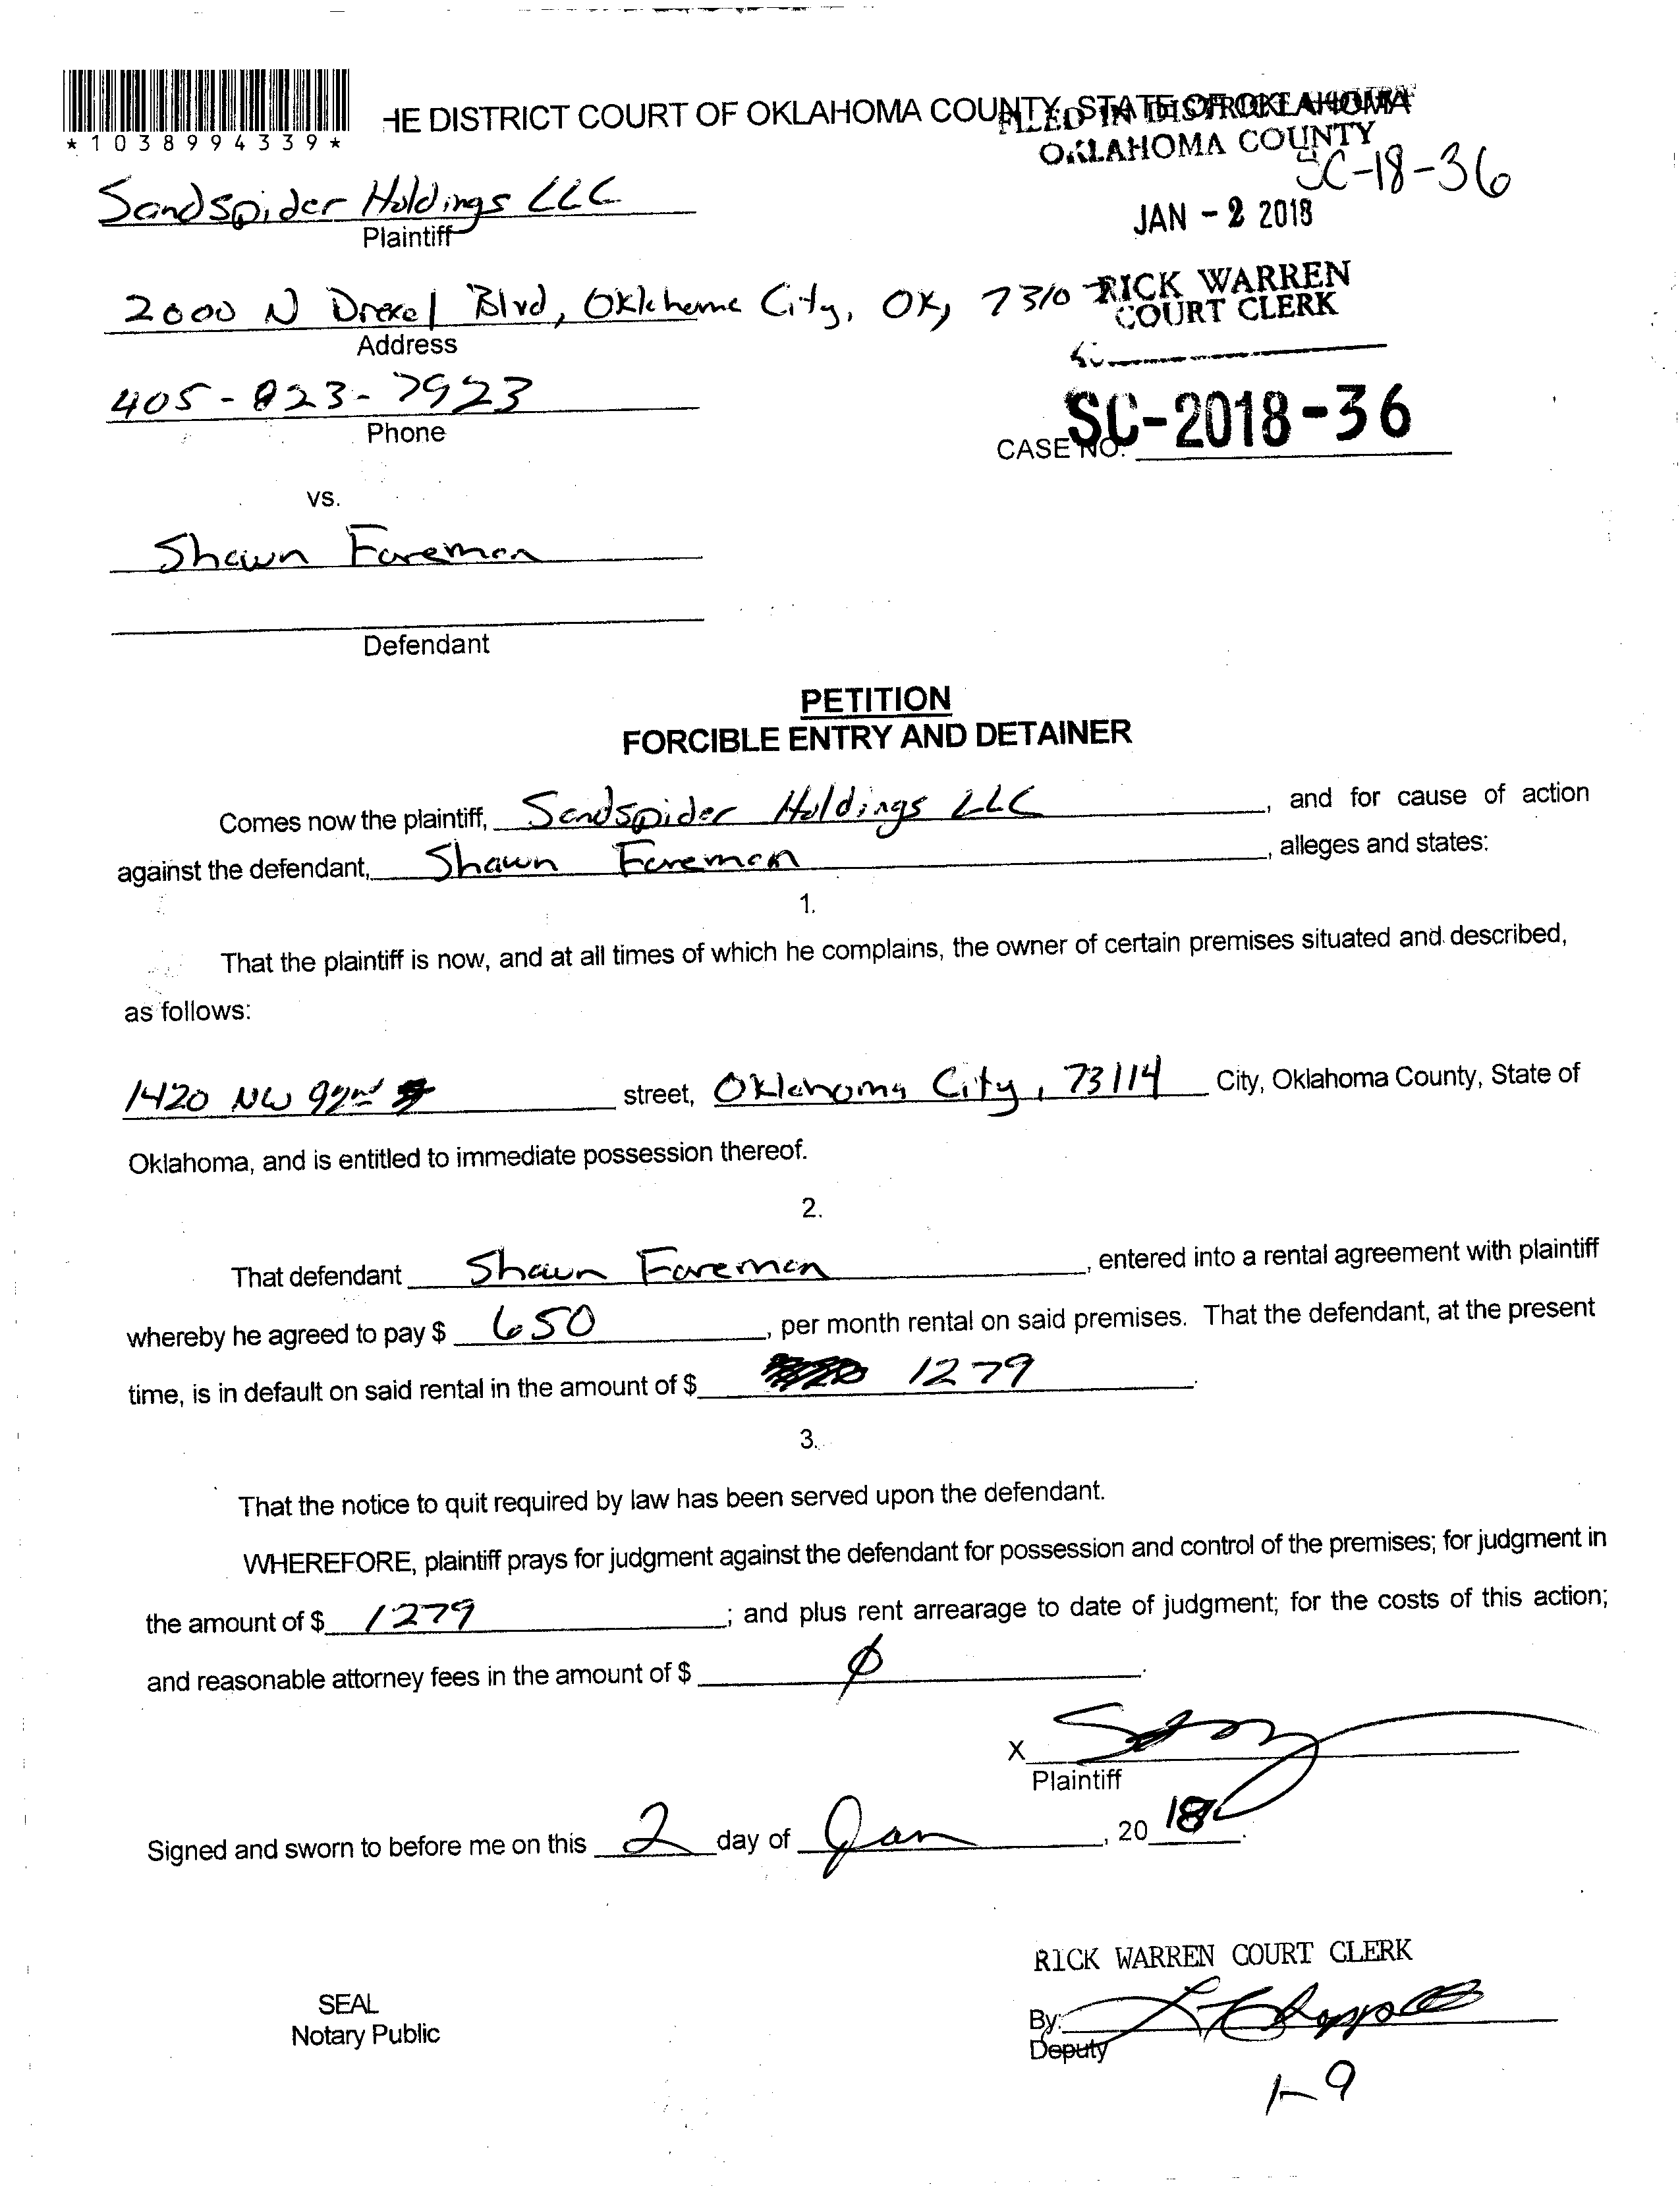 *1038994339*
HE DISTRICT COURT OF OKLAHOMA COUNTY, STATE OF OKLAHOMA
FILED IN DISTRICT COURT
OKLAHOMA COUNTY
SC-18-36
Sandspider Holdings LLC
Plaintiff
JAN - 2 2018
2000 N Drexel Blvd, Oklahoma City, OK, 7310
RICK WARREN
COURT CLERK
Address
405-823-7923
Phone
CASE NO. SC-2018-36
vs.
Shawn Foreman
Defendant
PETITION
FORCIBLE ENTRY AND DETAINER
Comes now the plaintiff, Sandspider Holdings LLC, and for cause of action
against the defendant, Shawn Foreman, alleges and states:
1.
That the plaintiff is now, and at all times of which he complains, the owner of certain premises situated and described,
as follows:
1420 NW 92nd street, Oklahoma City, 73114 City, Oklahoma County, State of
Oklahoma, and is entitled to immediate possession thereof.
2.
That defendant Shawn Foreman, entered into a rental agreement with plaintiff
whereby he agreed to pay $ 650, per month rental on said premises. That the defendant, at the present
time, is in default on said rental in the amount of $ 1279.
3.
That the notice to quit required by law has been served upon the defendant.
WHEREFORE, plaintiff prays for judgment against the defendant for possession and control of the premises; for judgment in
the amount of $ 1279; and plus rent arrearage to date of judgment; for the costs of this action;
and reasonable attorney fees in the amount of $ ϕ.
X
Plaintiff
Signed and sworn to before me on this 2 day of Jan, 20 18.
RICK WARREN COURT CLERK
SEAL
Notary Public
By:
Deputy
1-9